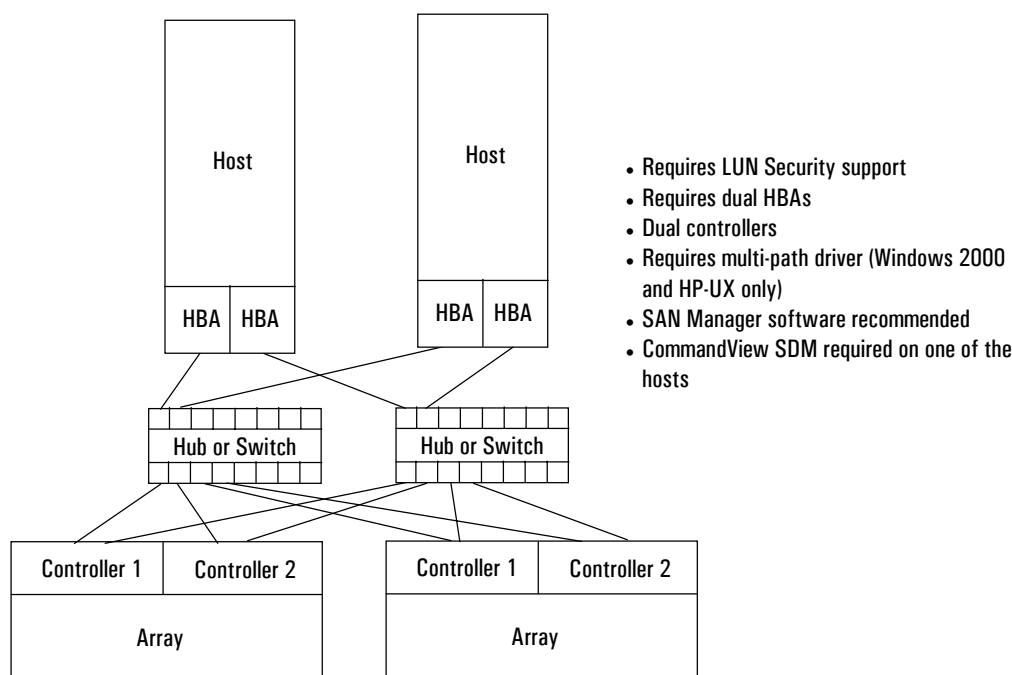 Host
Host
• Requires LUN Security support
• Requires dual HBAs
• Dual controllers
• Requires multi-path driver (Windows 2000
and HP-UX only)
• SAN Manager software recommended
• CommandView SDM required on one of the
hosts
HBA
HBA
HBA
HBA
Hub or Switch
Hub or Switch
Controller 1
Controller 2
Controller 1
Controller 2
Array
Array